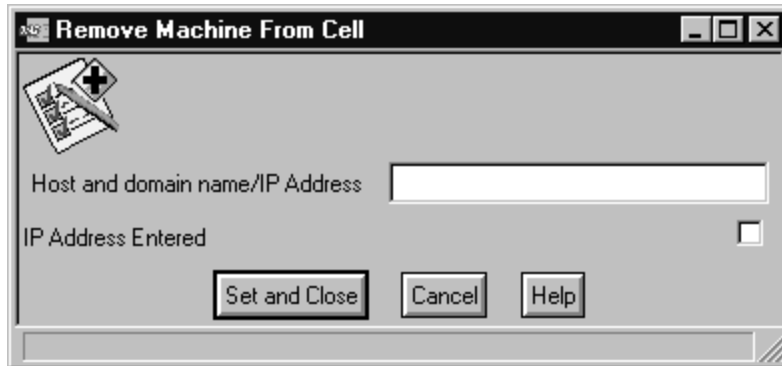 Remove Machine From Cell
Host and domain name/IP Address
IP Address Entered
Set and Close Cancel Help